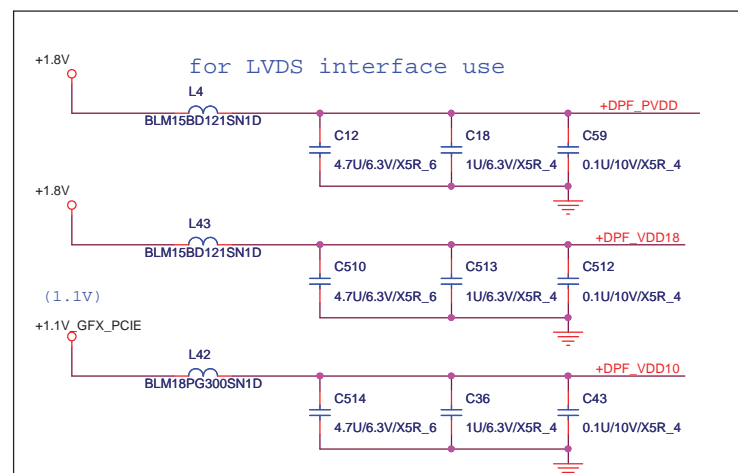 for LVDS interface use
+1.8V
L4
BLM15BD121SN1D
+DPF_PVDD
C12
4.7U/6.3V/X5R_6
C18
1U/6.3V/X5R_4
C59
0.1U/10V/X5R_4
+1.8V
L43
BLM15BD121SN1D
+DPF_VDD18
C510
4.7U/6.3V/X5R_6
C513
1U/6.3V/X5R_4
C512
0.1U/10V/X5R_4
(1.1V)
+1.1V_GFX_PCIE
L42
BLM18PG300SN1D
+DPF_VDD10
C514
4.7U/6.3V/X5R_6
C36
1U/6.3V/X5R_4
C43
0.1U/10V/X5R_4